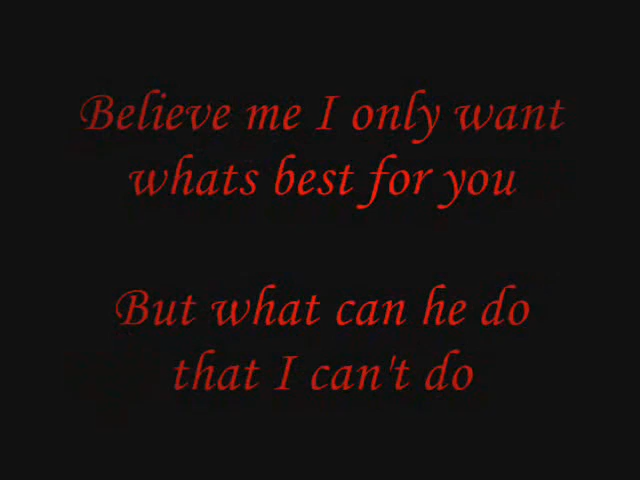 Believe me I only want
whats best for you
But what can he do
that I can't do